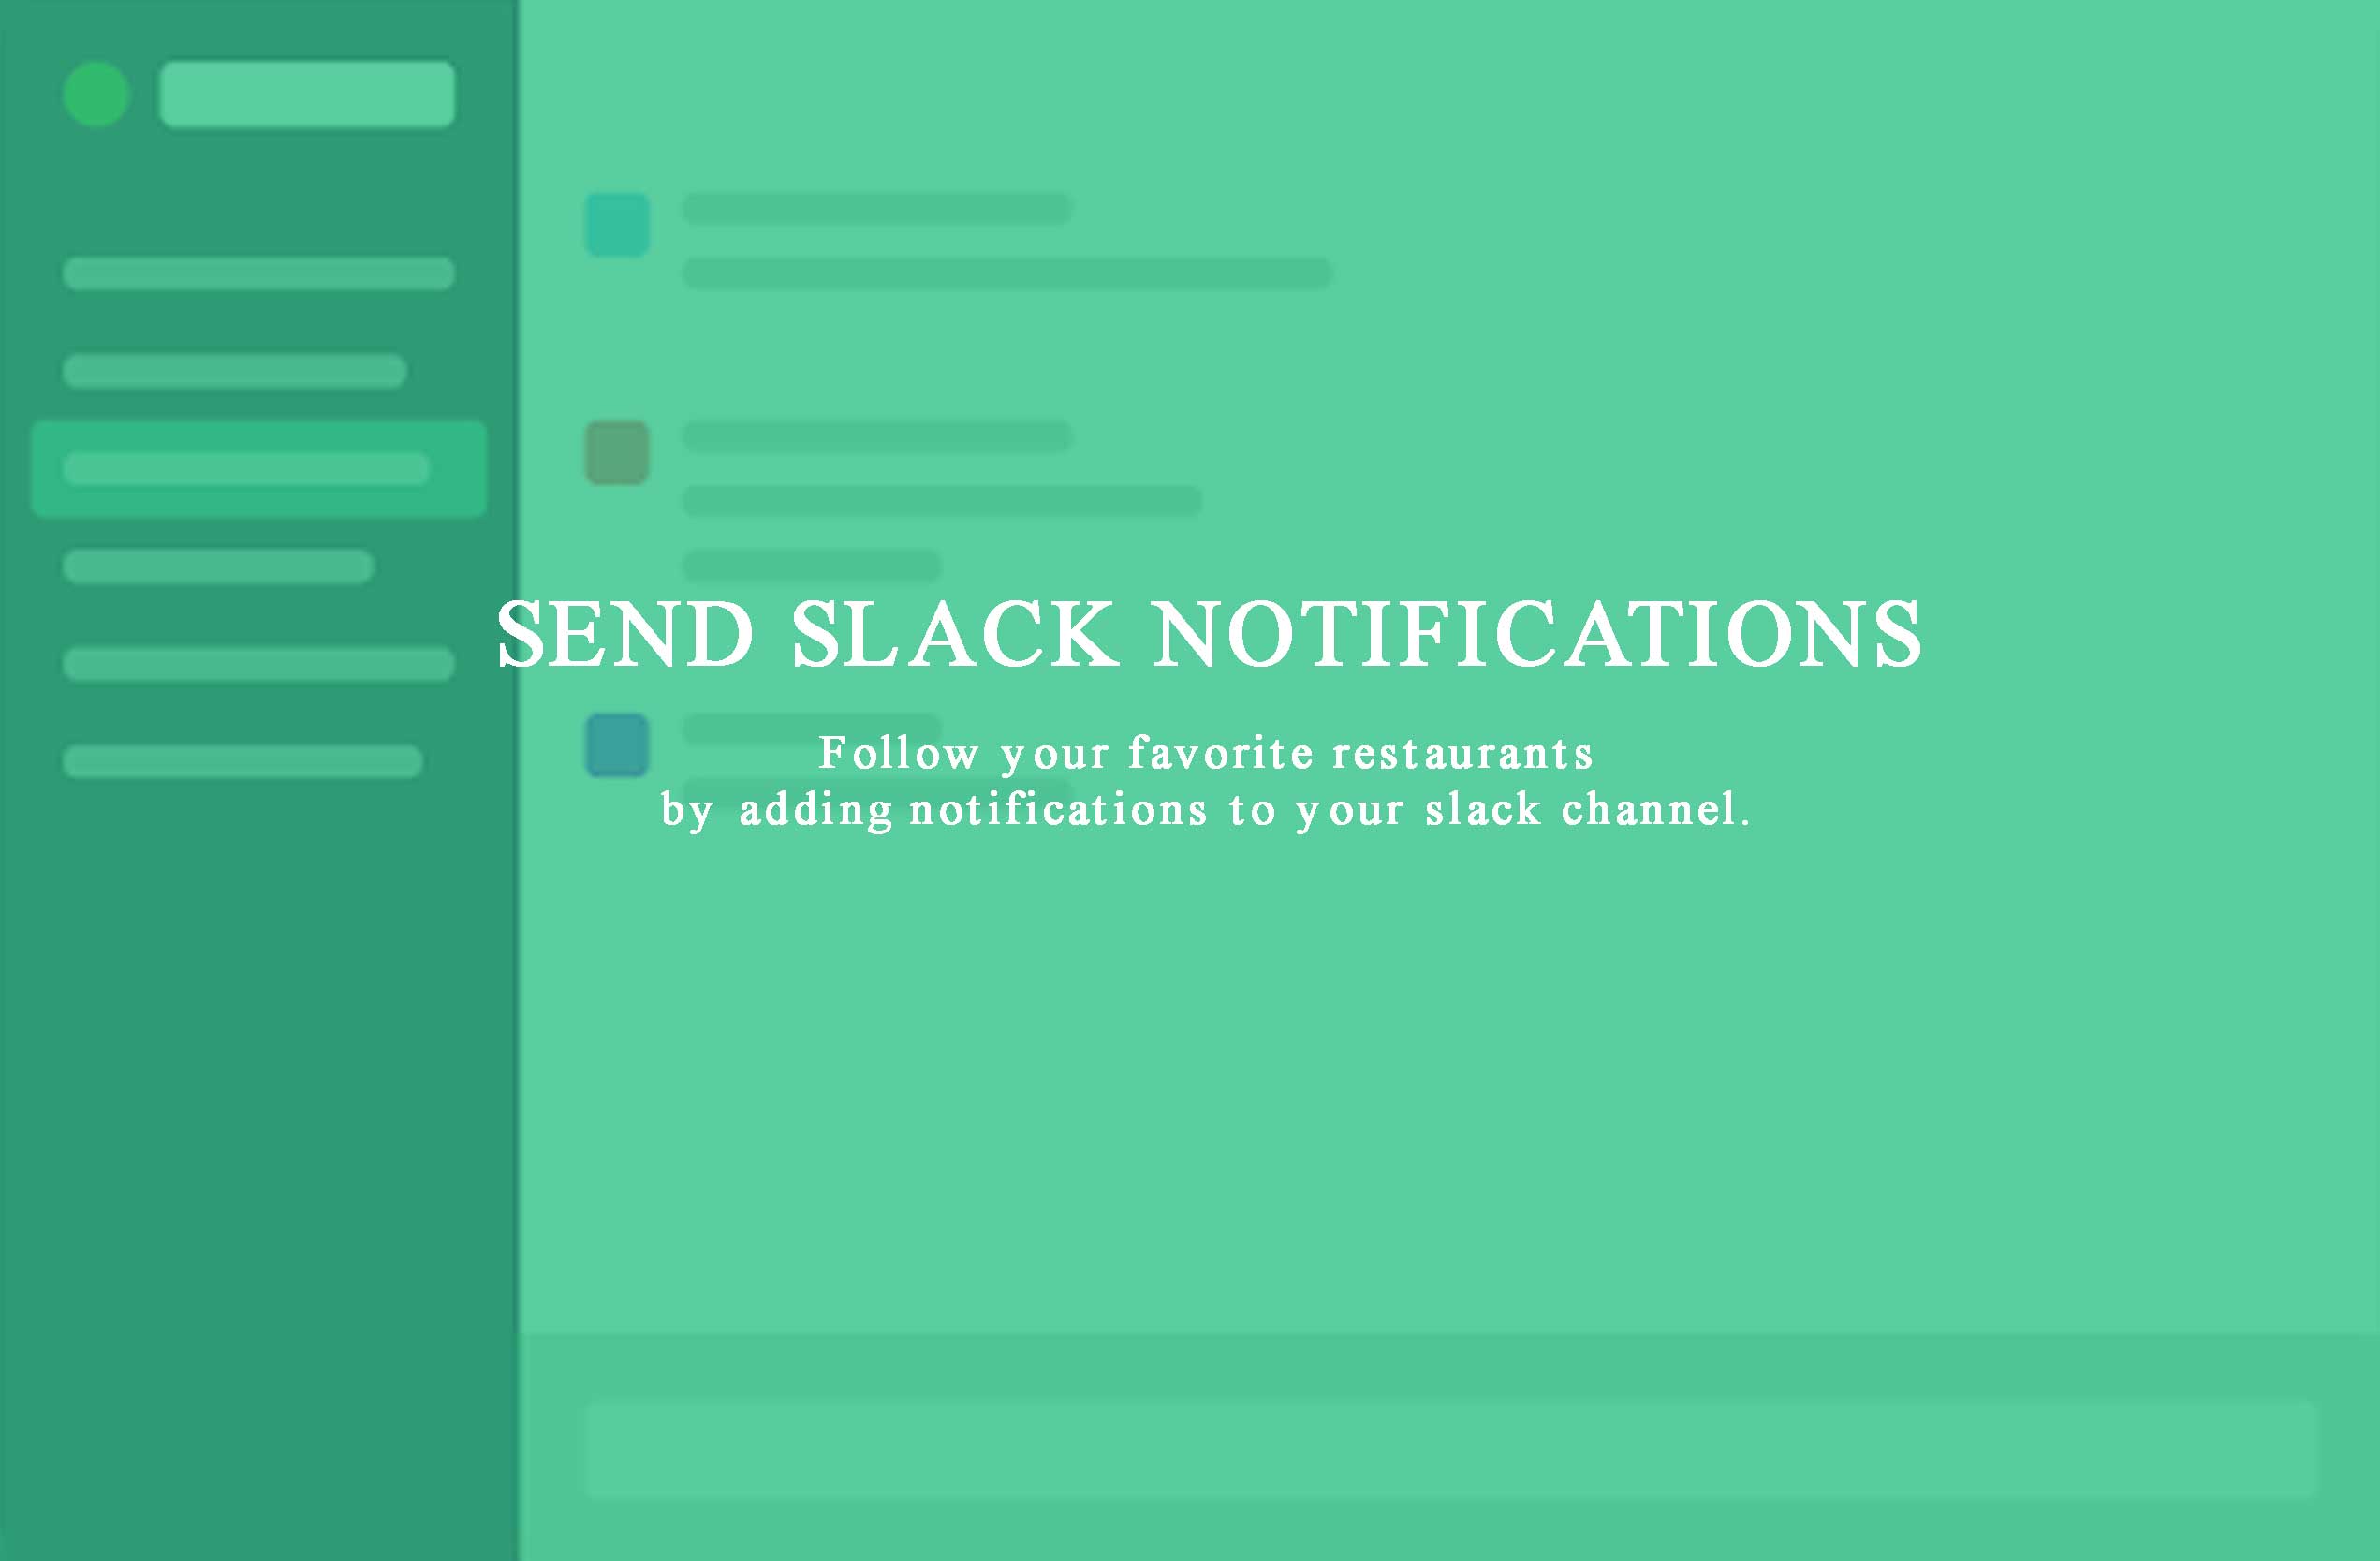 SEND SLACK NOTIFICATIONS
Follow your favorite restaurants
by adding notifications to your slack channel.